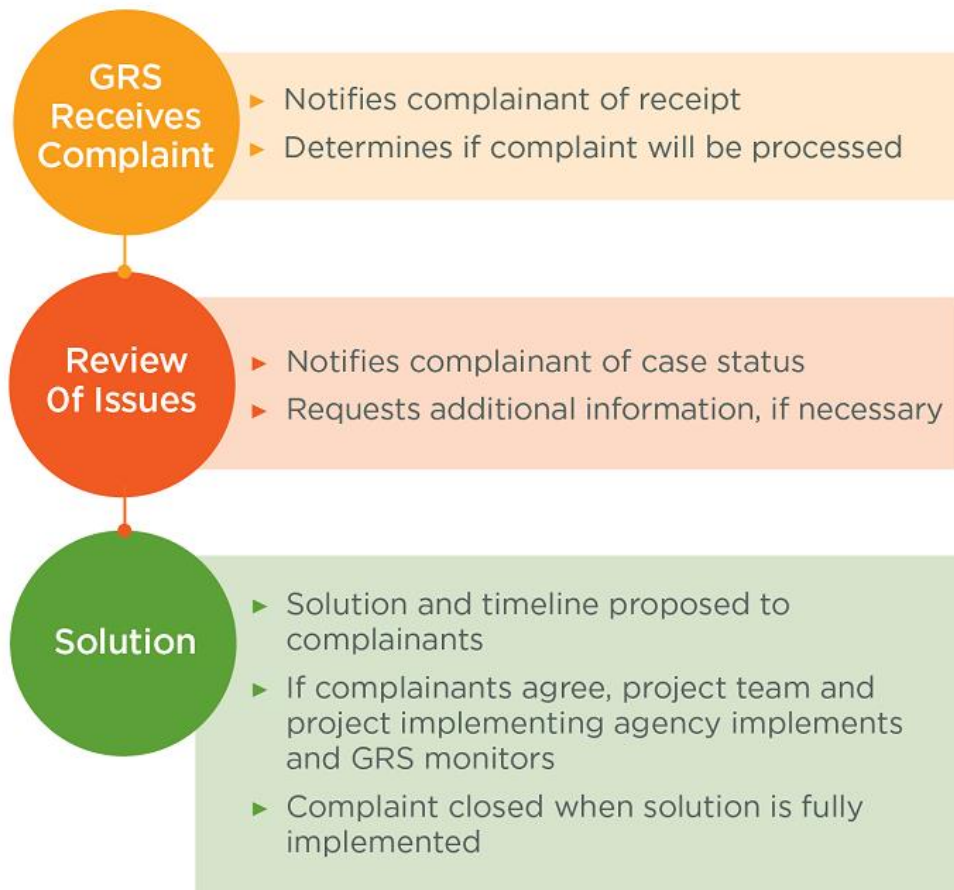 GRS
Receives
Complaint
► Notifies complainant of receipt
► Determines if complaint will be processed
Review
Of Issues
► Notifies complainant of case status
► Requests additional information, if necessary
Solution
► Solution and timeline proposed to
complainants
► If complainants agree, project team and
project implementing agency implements
and GRS monitors
► Complaint closed when solution is fully
implemented